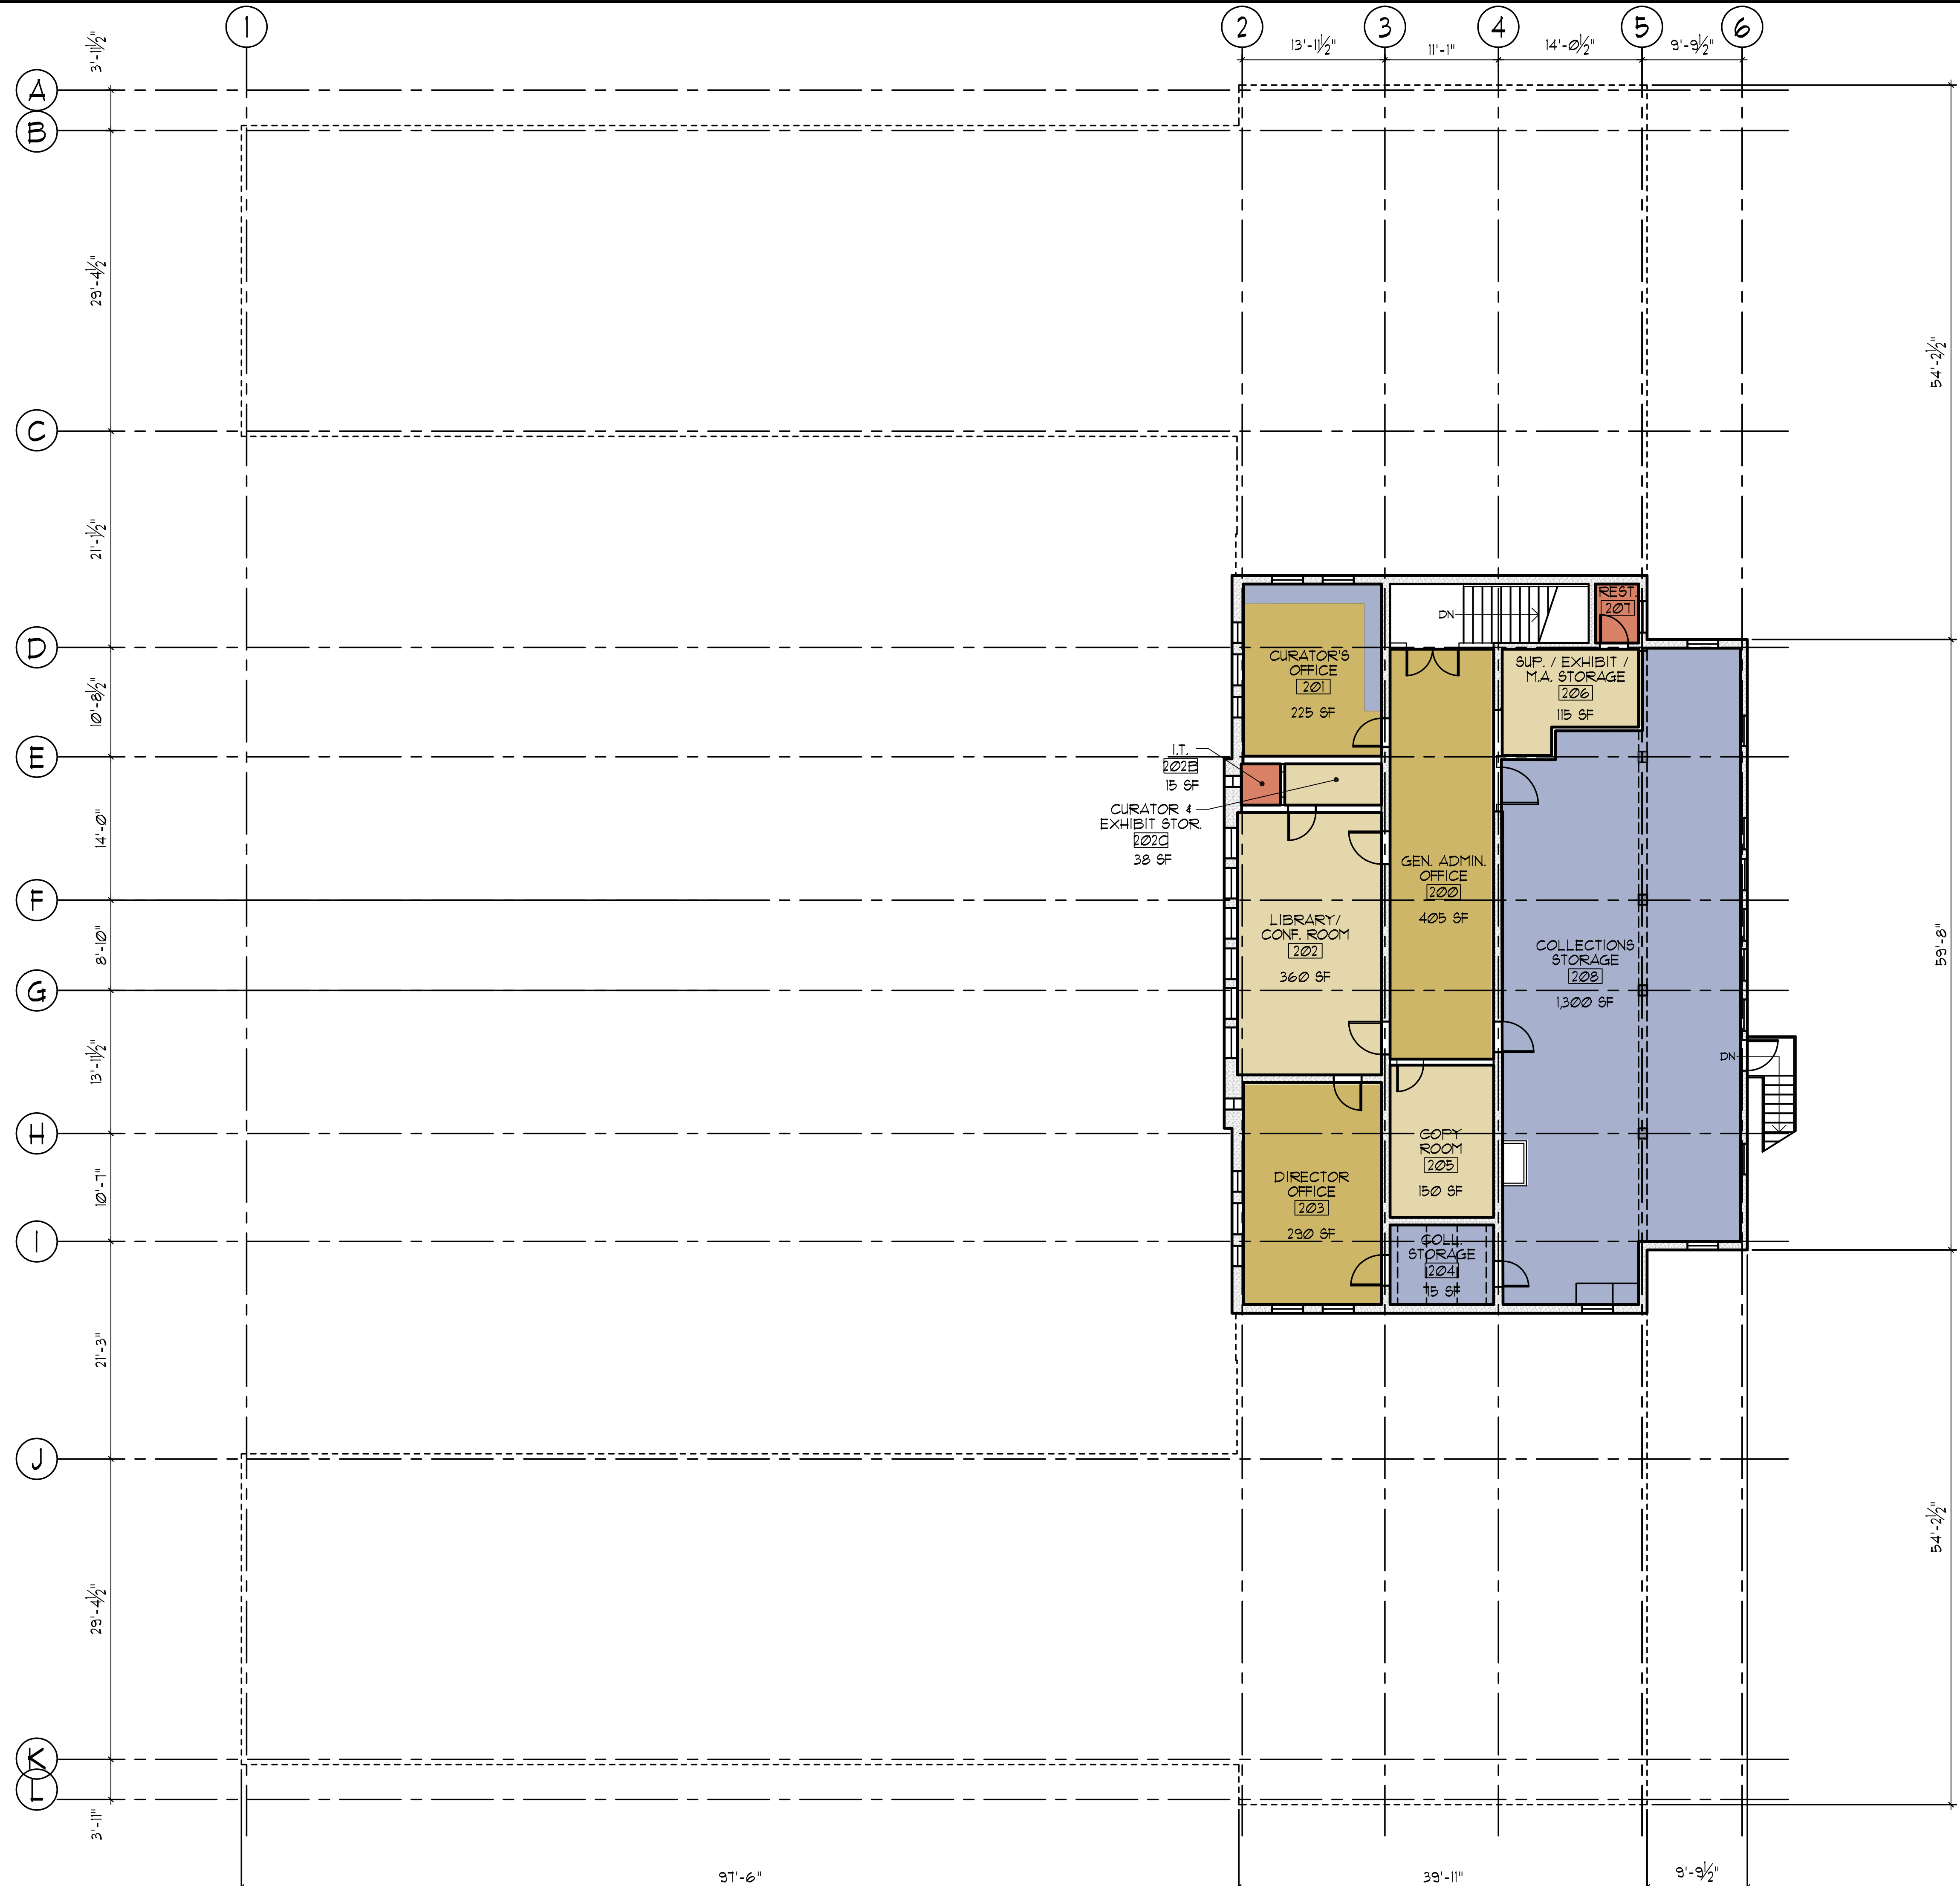 1
2
3
4
5
6
13'-11½"
11'-1"
14'-0½"
9'-9½"
A
B
C
D
E
F
G
H
I
J
K
L
3'-11½"
29'-4½"
21'-1½"
10'-8½"
14'-0"
8'-10"
13'-11½"
10'-7"
21'-3"
29'-4½"
3'-11"
54'-2½"
59'-8"
54'-2½"
REST.
207
DN
CURATOR'S
OFFICE
201
225 SF
SUP. / EXHIBIT /
M.A. STORAGE
206
115 SF
I.T.
202B
15 SF
CURATOR &
EXHIBIT STOR.
202C
38 SF
GEN. ADMIN.
OFFICE
200
405 SF
LIBRARY/
CONF. ROOM
202
360 SF
COLLECTIONS
STORAGE
208
1,300 SF
DN
COPY
ROOM
205
150 SF
DIRECTOR
OFFICE
203
290 SF
COLL.
STORAGE
204
75 SF
97'-6"
39'-11"
9'-9½"